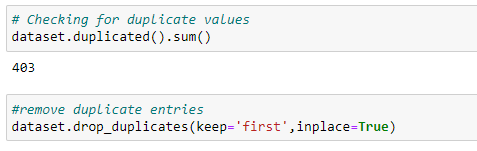 # Checking for duplicate values
dataset.duplicated().sum()
403
#remove duplicate entries
dataset.drop_duplicates(keep='first',inplace=True)